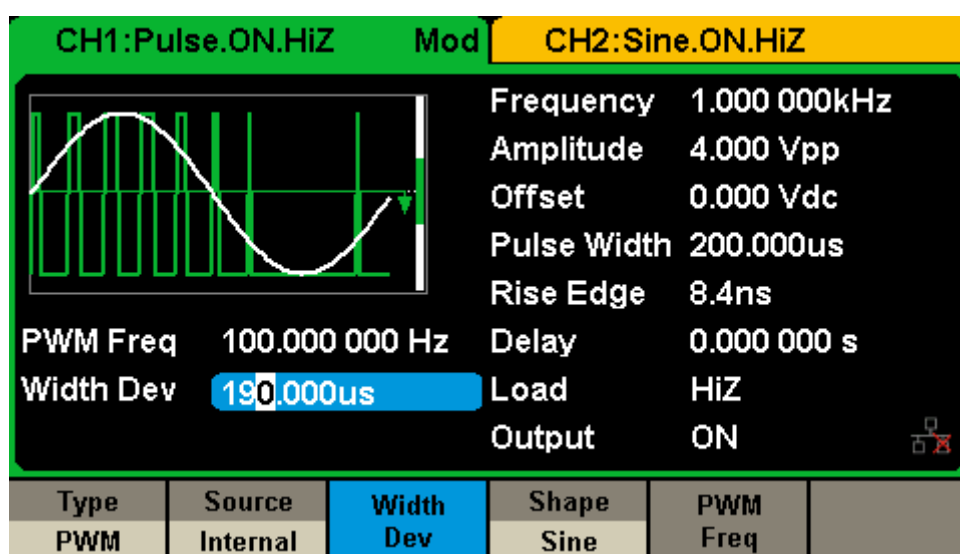 CH1:Pulse.ON.HiZ Mod CH2:Sine.ON.HiZ
Frequency 1.000 000kHz
Amplitude 4.000 Vpp
Offset 0.000 Vdc
Pulse Width 200.000us
Rise Edge 8.4ns
PWM Freq 100.000 000 Hz Delay 0.000 000 s
Width Dev 190.000us Load HiZ
Output ON
Type Source Width Dev Shape PWM Freq
PWM Internal Sine